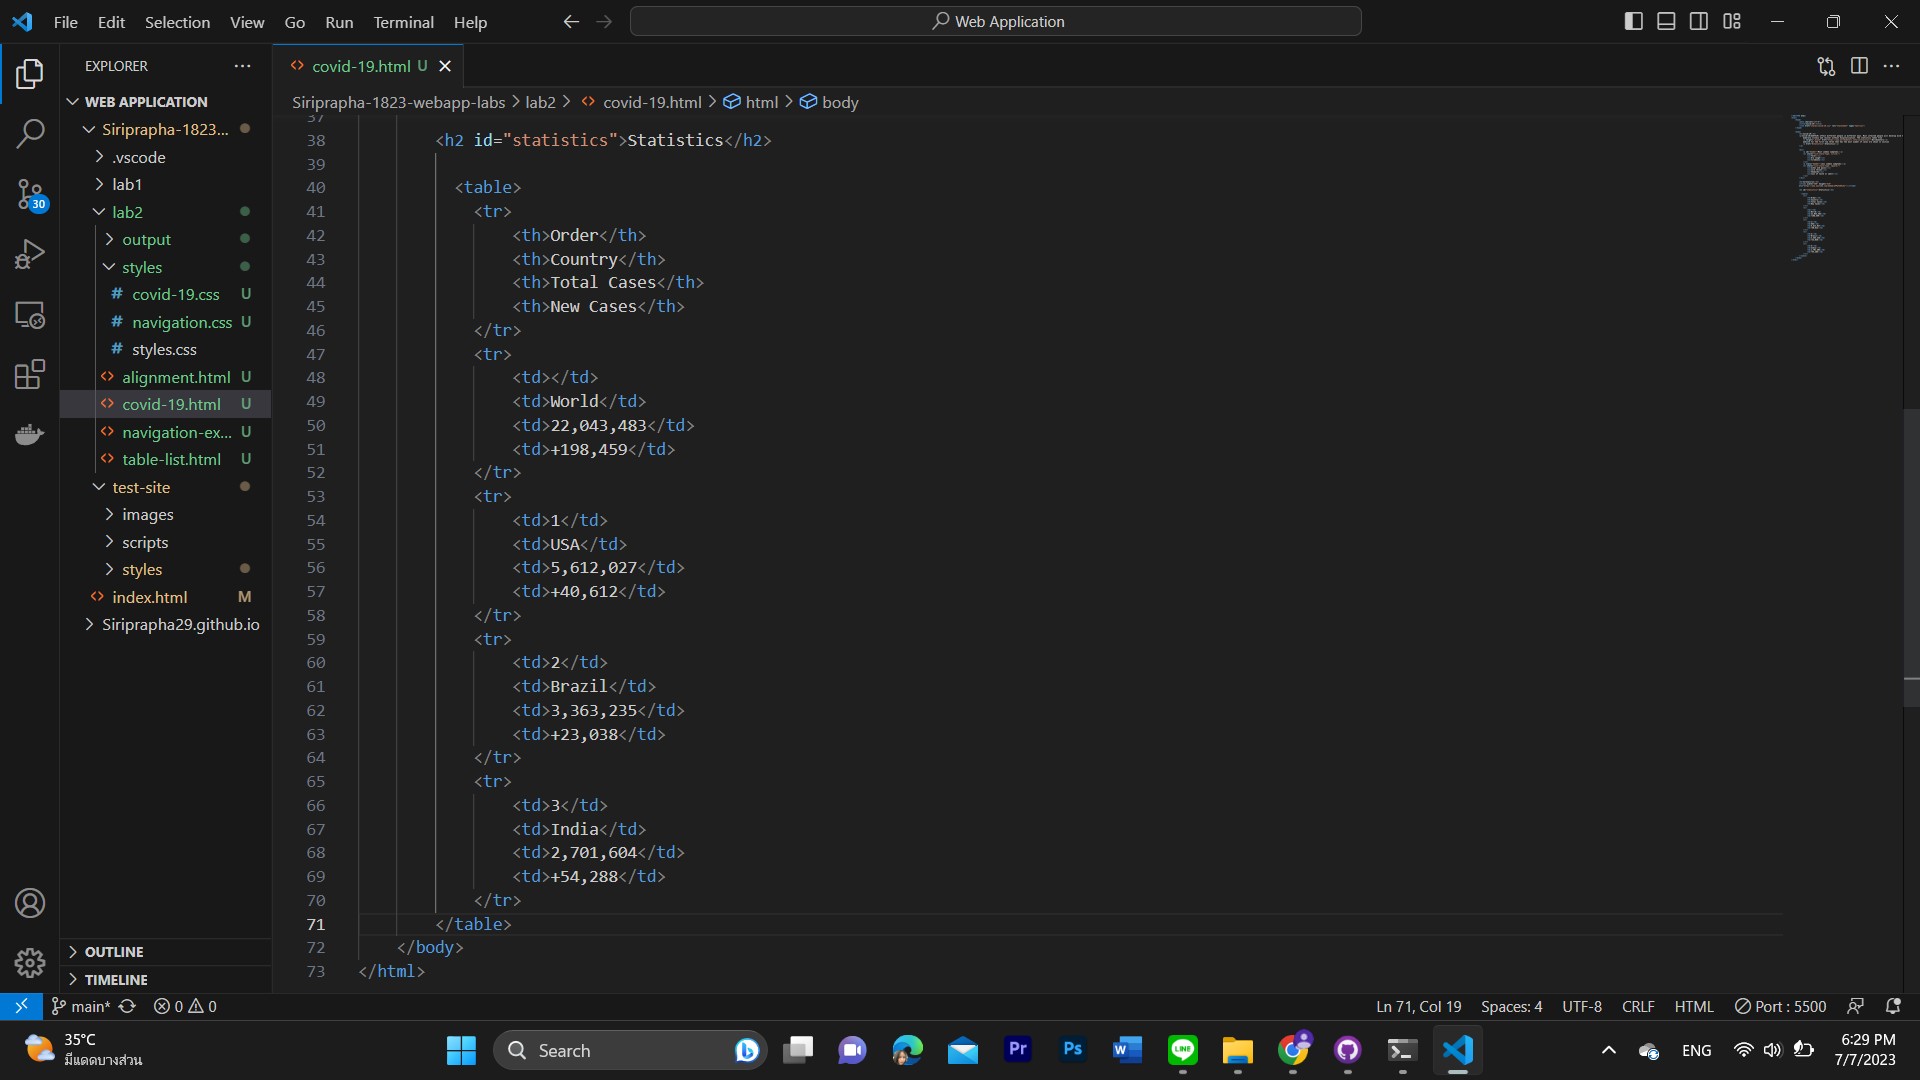 File Edit Selection View Go Run Terminal Help
Web Application
EXPLORER
WEB APPLICATION
Siriprapha-1823...
.vscode
lab1
lab2
output
styles
# covid-19.css U
# navigation.css U
# styles.css
alignment.html U
covid-19.html U
navigation-ex... U
table-list.html U
test-site
images
scripts
styles
index.html M
Siriprapha29.github.io
OUTLINE
TIMELINE
30
covid-19.html U
Siriprapha-1823-webapp-labs > lab2 > covid-19.html > html > body
37
38 <h2 id="statistics">Statistics</h2>
39
40 <table>
41 <tr>
42 <th>Order</th>
43 <th>Country</th>
44 <th>Total Cases</th>
45 <th>New Cases</th>
46 </tr>
47 <tr>
48 <td></td>
49 <td>World</td>
50 <td>22,043,483</td>
51 <td>+198,459</td>
52 </tr>
53 <tr>
54 <td>1</td>
55 <td>USA</td>
56 <td>5,612,027</td>
57 <td>+40,612</td>
58 </tr>
59 <tr>
60 <td>2</td>
61 <td>Brazil</td>
62 <td>3,363,235</td>
63 <td>+23,038</td>
64 </tr>
65 <tr>
66 <td>3</td>
67 <td>India</td>
68 <td>2,701,604</td>
69 <td>+54,288</td>
70 </tr>
71 </table>
72 </body>
73 </html>
main* 0 0
Ln 71, Col 19 Spaces: 4 UTF-8 CRLF HTML Port : 5500
35°C
มีแดดบางส่วน
Search
Pr
Ps
W
LINE
ENG
6:29 PM
7/7/2023